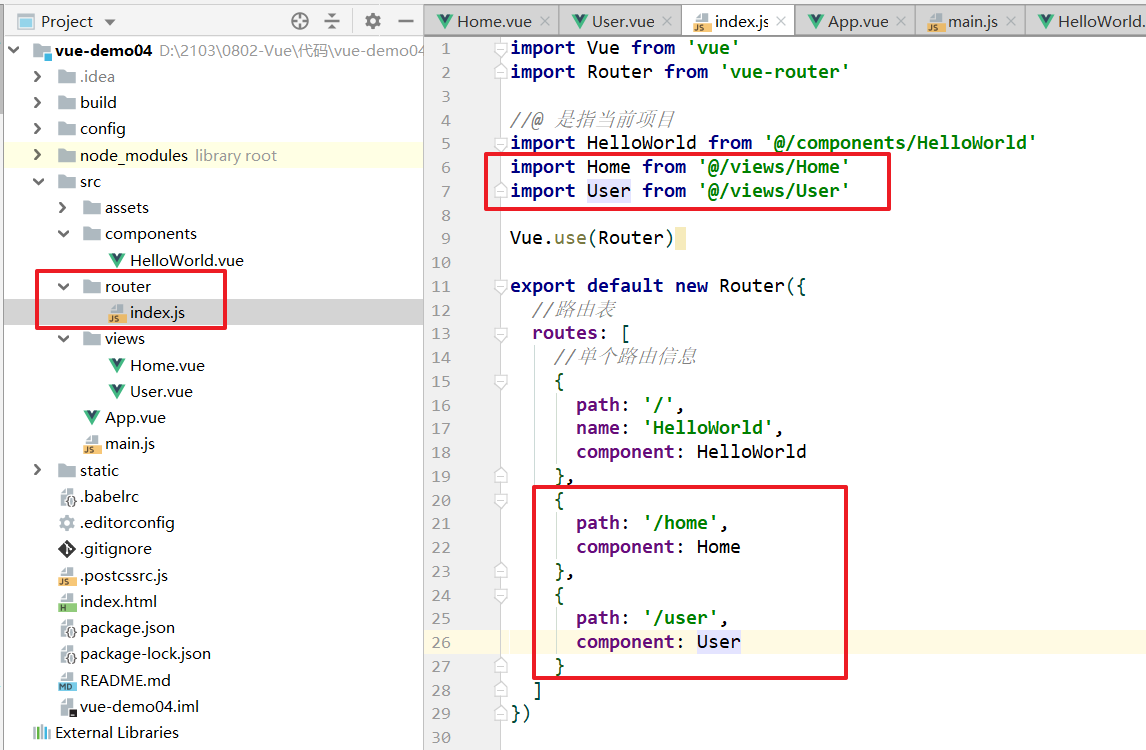 Project
vue-demo04 D:\2103\0802-Vue\代码\vue-demo04
.idea
build
config
node_modules library root
src
assets
components
HelloWorld.vue
router
index.js
views
Home.vue
User.vue
App.vue
main.js
static
.babelrc
.editorconfig
.gitignore
.postcssrc.js
index.html
package.json
package-lock.json
README.md
vue-demo04.iml
External Libraries
Home.vue User.vue index.js App.vue main.js HelloWorld.
1 import Vue from 'vue'
2 import Router from 'vue-router'
3
4 //@ 是指当前项目
5 import HelloWorld from '@/components/HelloWorld'
6 import Home from '@/views/Home'
7 import User from '@/views/User'
8
9 Vue.use(Router)
10
11 export default new Router({
12 //路由表
13 routes: [
14 //单个路由信息
15 {
16 path: '/',
17 name: 'HelloWorld',
18 component: HelloWorld
19 },
20 {
21 path: '/home',
22 component: Home
23 },
24 {
25 path: '/user',
26 component: User
27 }
28 ]
29 })
30